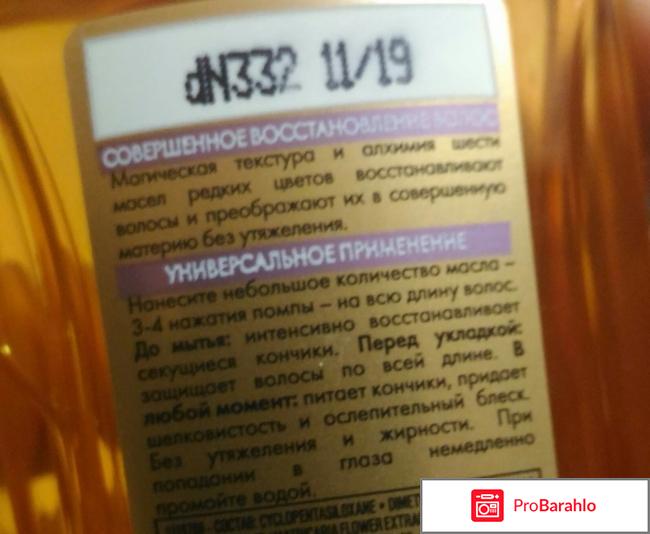 dN332 11/19
СОВЕРШЕННОЕ ВОССТАНОВЛЕНИЕ ВОЛОС
Магическая текстура и алхимия шести
масел редких цветов восстанавливают
волосы и преображают их в совершенную
материю без утяжеления.
УНИВЕРСАЛЬНОЕ ПРИМЕНЕНИЕ
Нанесите небольшое количество масла –
3-4 нажатия помпы – на всю длину волос.
До мытья: интенсивно восстанавливает
секущиеся кончики. Перед укладкой:
защищает волосы по всей длине. В
любой момент: питает кончики, придает
шелковистость и ослепительный блеск.
Без утяжеления и жирности. При
попадании в глаза немедленно
промойте водой.
СОСТАВ: CYCLOPENTASILOXANE •
FLOWER
ProBarahlo